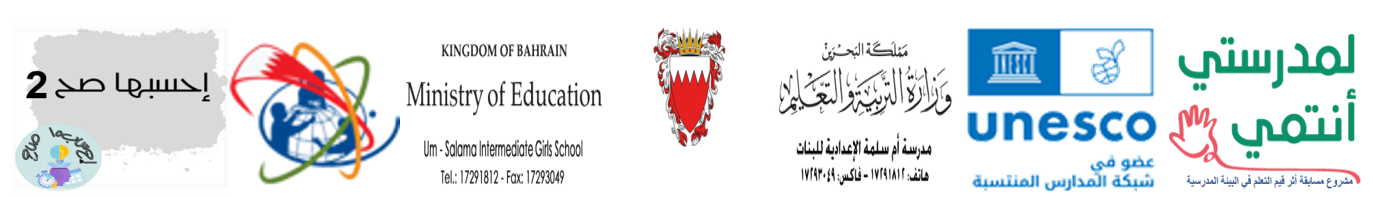 إحسبها صح 2
إحسبها صح
KINGDOM OF BAHRAIN
Ministry of Education
Um - Salama Intermediate Girls School
Tel.: 17291812 - Fax: 17293049
مملكة البحرين
وزارة التربية والتعليم
مدرسة أم سلمة الإعدادية للبنات
هاتف: ١٧٢٩١٨١٢ – فاكس: ١٧٢٩٣٠٤٩
unesco
عضو في
شبكة المدارس المنتسبة
لمدرستي
أنتمي
مشروع مسابقة أثر قيم التعلم في البيئة المدرسية